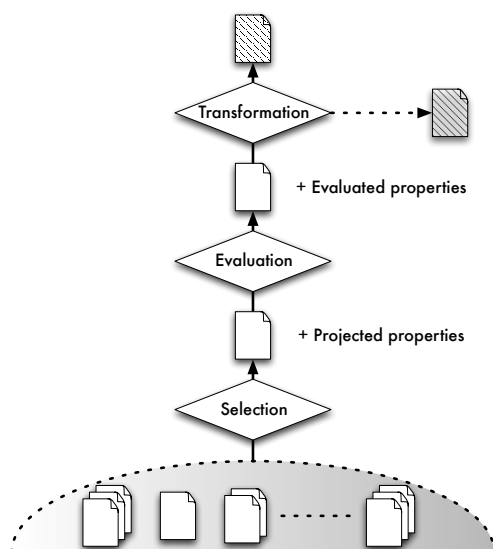 Transformation
+ Evaluated properties
Evaluation
+ Projected properties
Selection